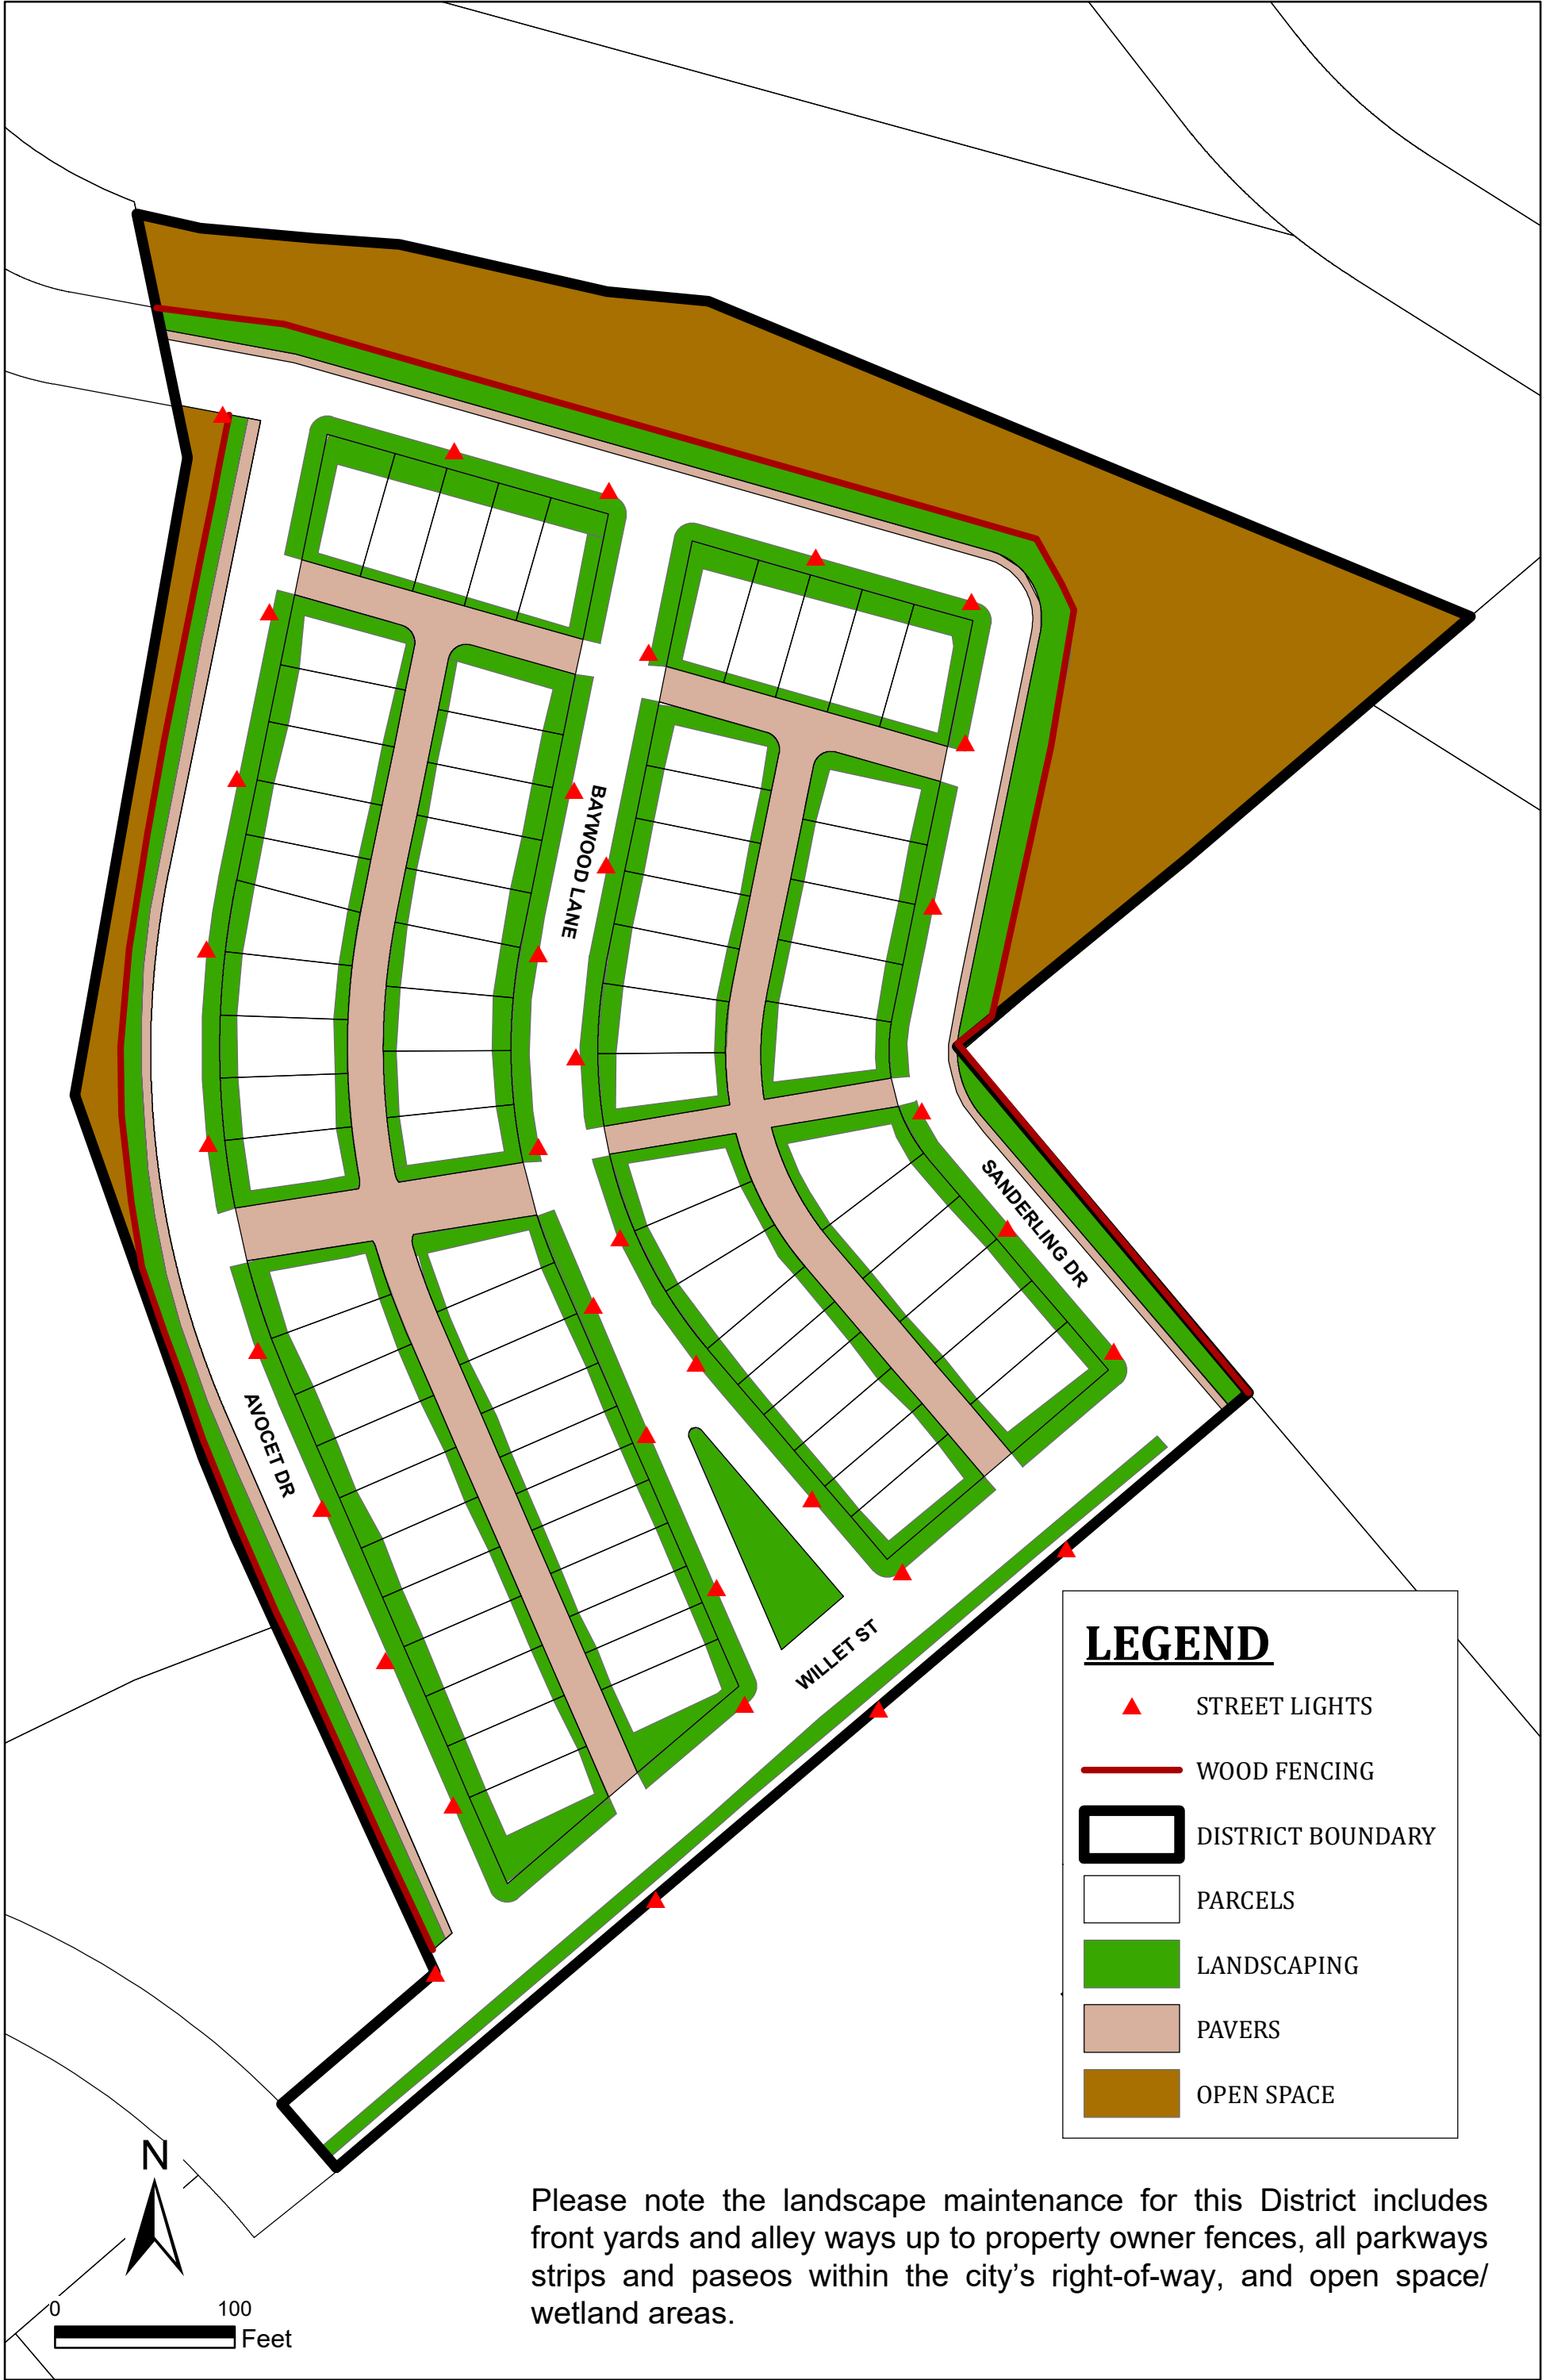 BAYWOOD LANE
SANDERLING DR
AVOCET DR
WILLET ST
LEGEND
STREET LIGHTS
WOOD FENCING
DISTRICT BOUNDARY
PARCELS
LANDSCAPING
PAVERS
OPEN SPACE
N
0 100
Feet
Please note the landscape maintenance for this District includes
front yards and alley ways up to property owner fences, all parkways
strips and paseos within the city’s right-of-way, and open space/
wetland areas.